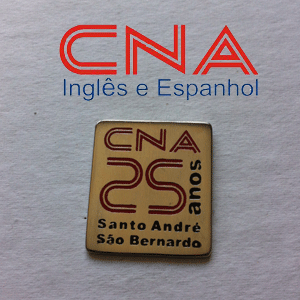 CNA
Inglês e Espanhol
CNA
25 anos
Santo André
São Bernardo